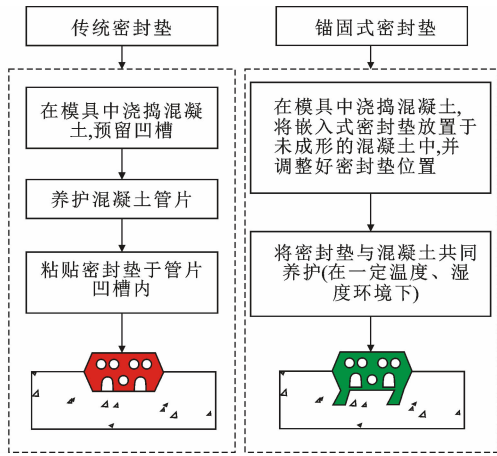 传统密封垫
在模具中浇捣混凝
土,预留凹槽
养护混凝土管片
粘贴密封垫于管片
凹槽内
锚固式密封垫
在模具中浇捣混凝土,
将嵌入式密封垫放置于
未成形的混凝土中,并
调整好密封垫位置
将密封垫与混凝土共同
养护(在一定温度、湿
度环境下)